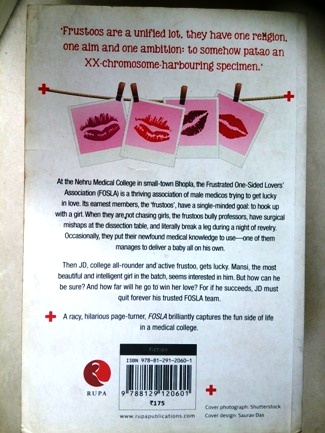 'FRUSTOOS ARE A UNIFIED LOT, THEY HAVE ONE RELIGION,
ONE AIM AND ONE AMBITION: TO SOMEHOW PATAO AN
XX-CHROMOSOME-HARBOURING SPECIMEN.'
At the Nehru Medical College in small-town Bhopla, the Frustrated One-Sided Lovers'
Association (FOSLA) is a thriving association of male medicos trying to get lucky
in love. Its earnest members, the 'frustoos', have a single-minded goal: to hook up
with a girl. When they are not chasing girls, the frustoos bully professors, have surgical
mishaps at the dissection table, and literally break a leg during a night of revelry.
Occasionally, they put their newfound medical knowledge to use—one of them
manages to deliver a baby all on his own.
Then JD, college all-rounder and active frustoo, gets lucky. Mansi, the most
beautiful and intelligent girl in the batch, seems interested in him. But how can he
be sure? And how far will he go to win her love? For if he succeeds, JD must
quit forever his trusted FOSLA team.
A racy, hilarious page-turner, FOSLA brilliantly captures the fun side of life
in a medical college.
FICTION
ISBN 978-81-291-2060-1
9 788129 120601
₹175
RUPA
www.rupapublications.com
Cover photograph: Shutterstock
Cover design: Saurav Das